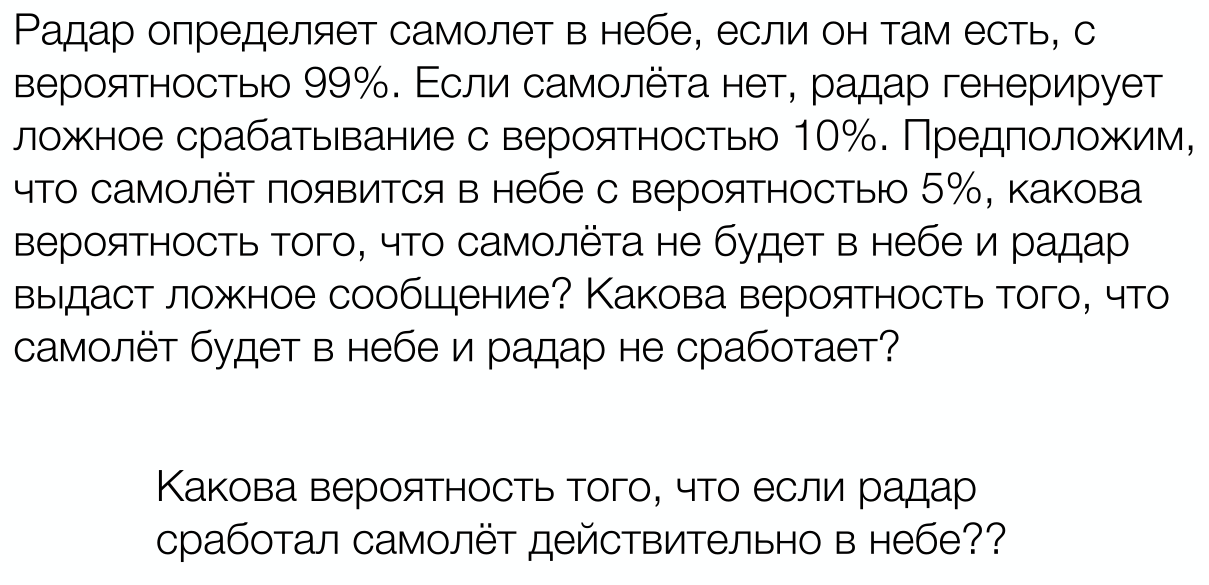 Радар определяет самолет в небе, если он там есть, с
вероятностью 99%. Если самолёта нет, радар генерирует
ложное срабатывание с вероятностью 10%. Предположим,
что самолёт появится в небе с вероятностью 5%, какова
вероятность того, что самолёта не будет в небе и радар
выдаст ложное сообщение? Какова вероятность того, что
самолёт будет в небе и радар не сработает?
Какова вероятность того, что если радар
сработал самолёт действительно в небе??